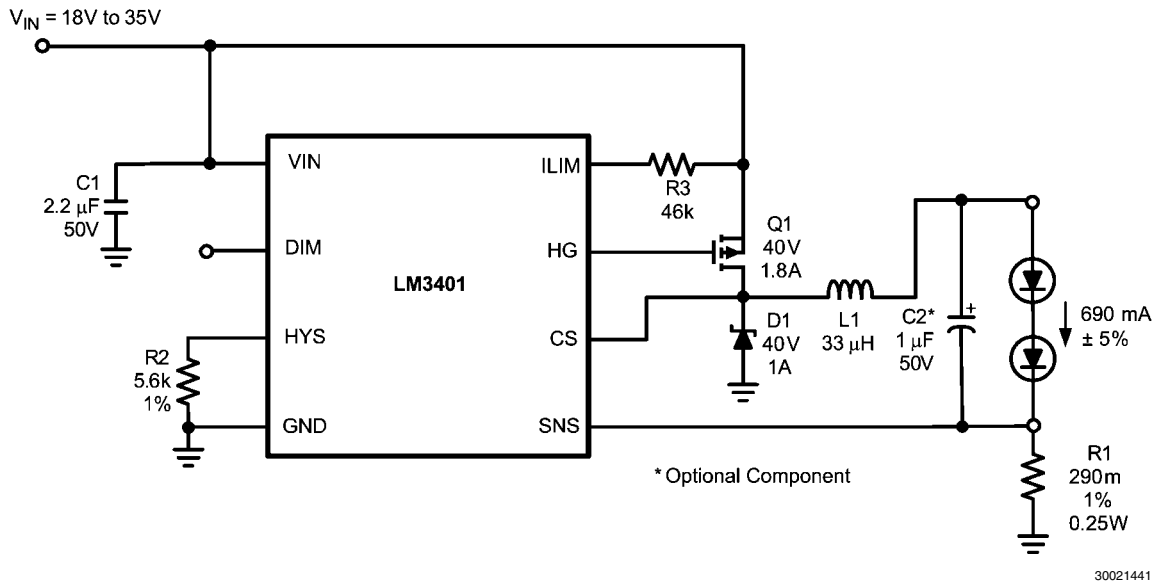 VIN = 18V to 35V
C1
2.2 μF
50V
VIN
DIM
HYS
GND
LM3401
ILIM
HG
CS
SNS
R2
5.6k
1%
R3
46k
Q1
40V
1.8A
D1
40V
1A
L1
33 μH
C2*
1 μF
50V
+
690 mA
± 5%
* Optional Component
R1
290m
1%
0.25W
30021441